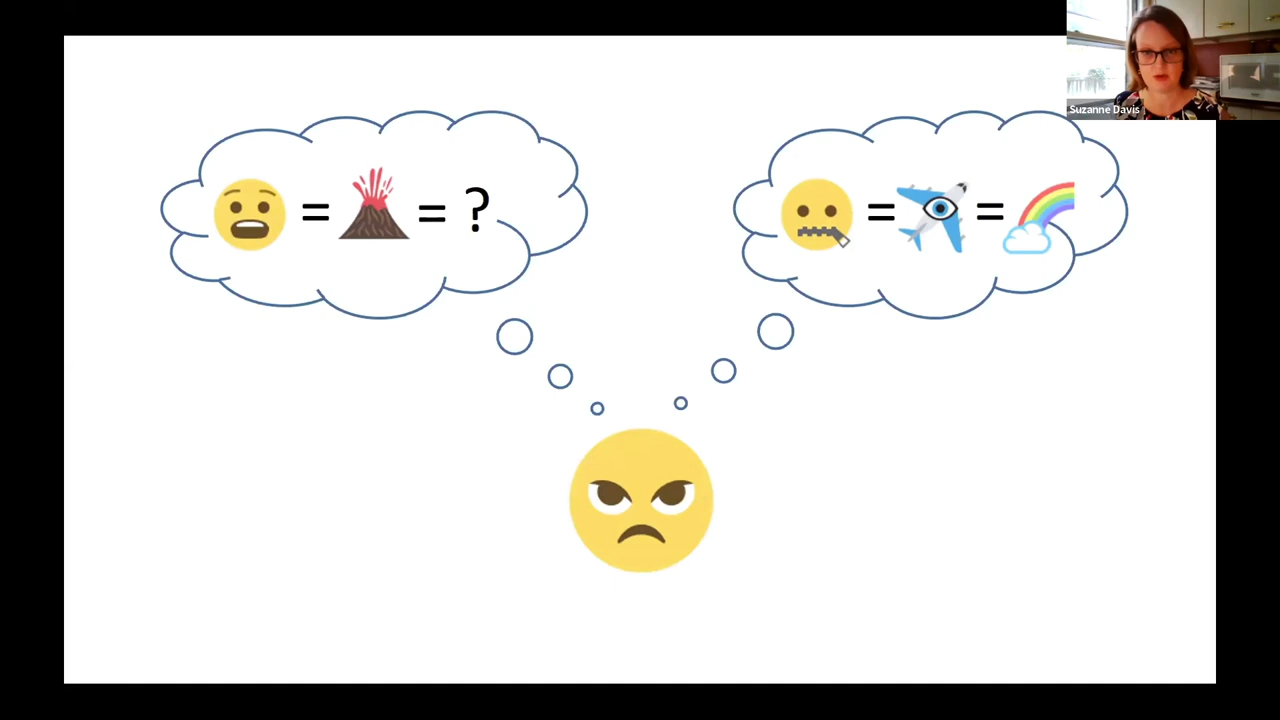 Suzanne Davis
= = ?
= =